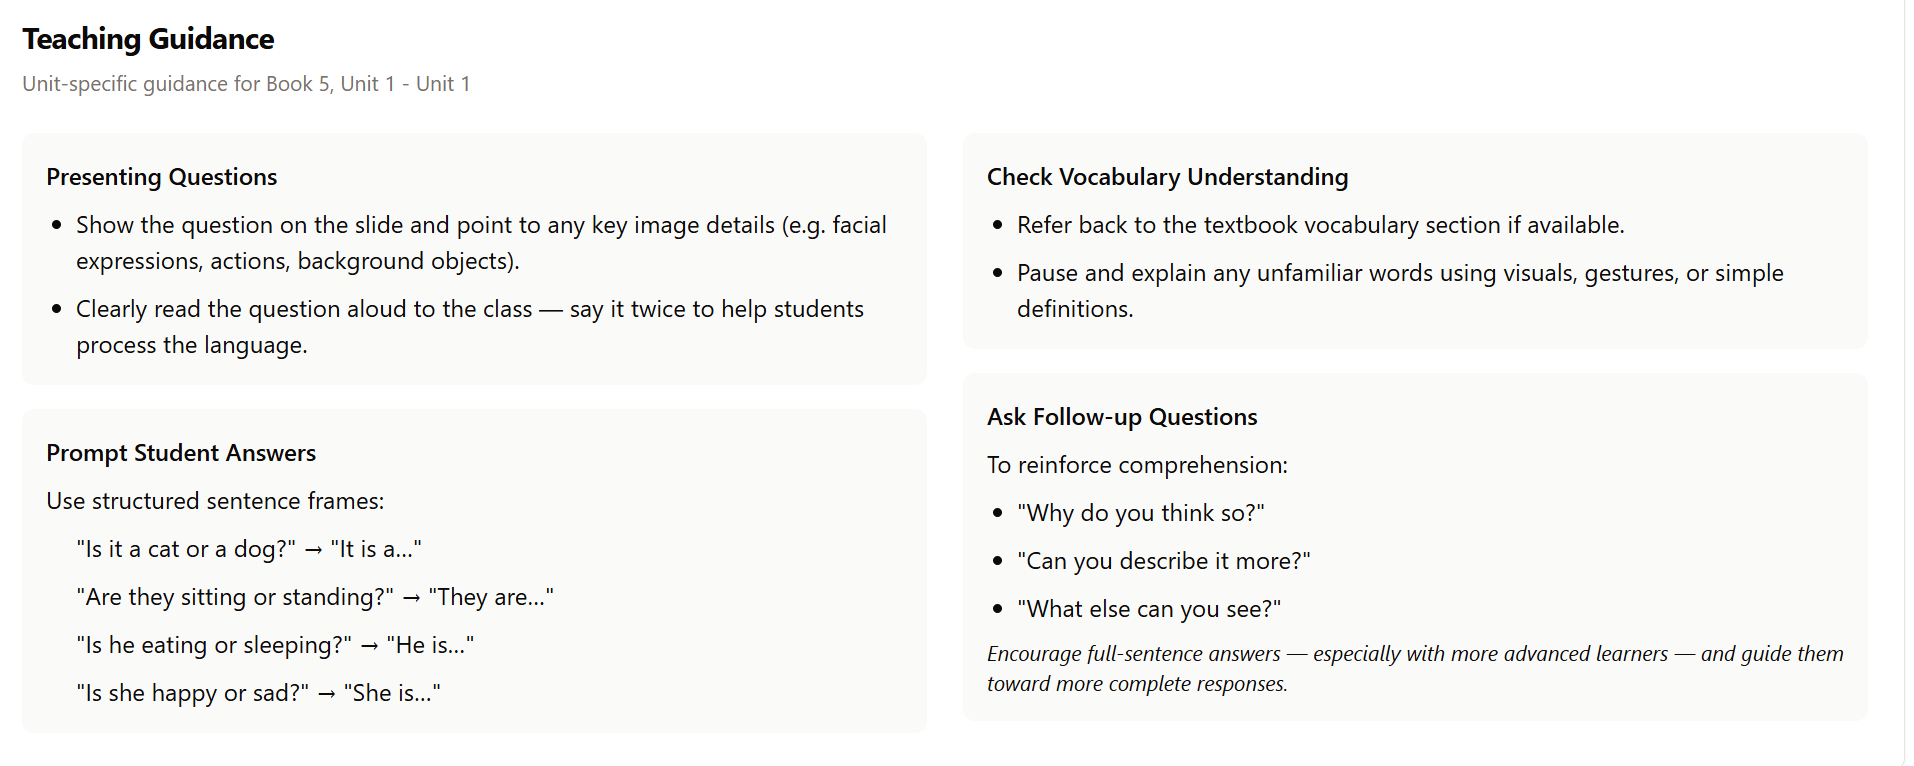 Teaching Guidance
Unit-specific guidance for Book 5, Unit 1 - Unit 1
Presenting Questions
• Show the question on the slide and point to any key image details (e.g. facial
expressions, actions, background objects).
• Clearly read the question aloud to the class — say it twice to help students
process the language.
Prompt Student Answers
Use structured sentence frames:
"Is it a cat or a dog?" → "It is a..."
"Are they sitting or standing?" → "They are..."
"Is he eating or sleeping?" → "He is..."
"Is she happy or sad?" → "She is..."
Check Vocabulary Understanding
• Refer back to the textbook vocabulary section if available.
• Pause and explain any unfamiliar words using visuals, gestures, or simple
definitions.
Ask Follow-up Questions
To reinforce comprehension:
• "Why do you think so?"
• "Can you describe it more?"
• "What else can you see?"
Encourage full-sentence answers — especially with more advanced learners — and guide them
toward more complete responses.